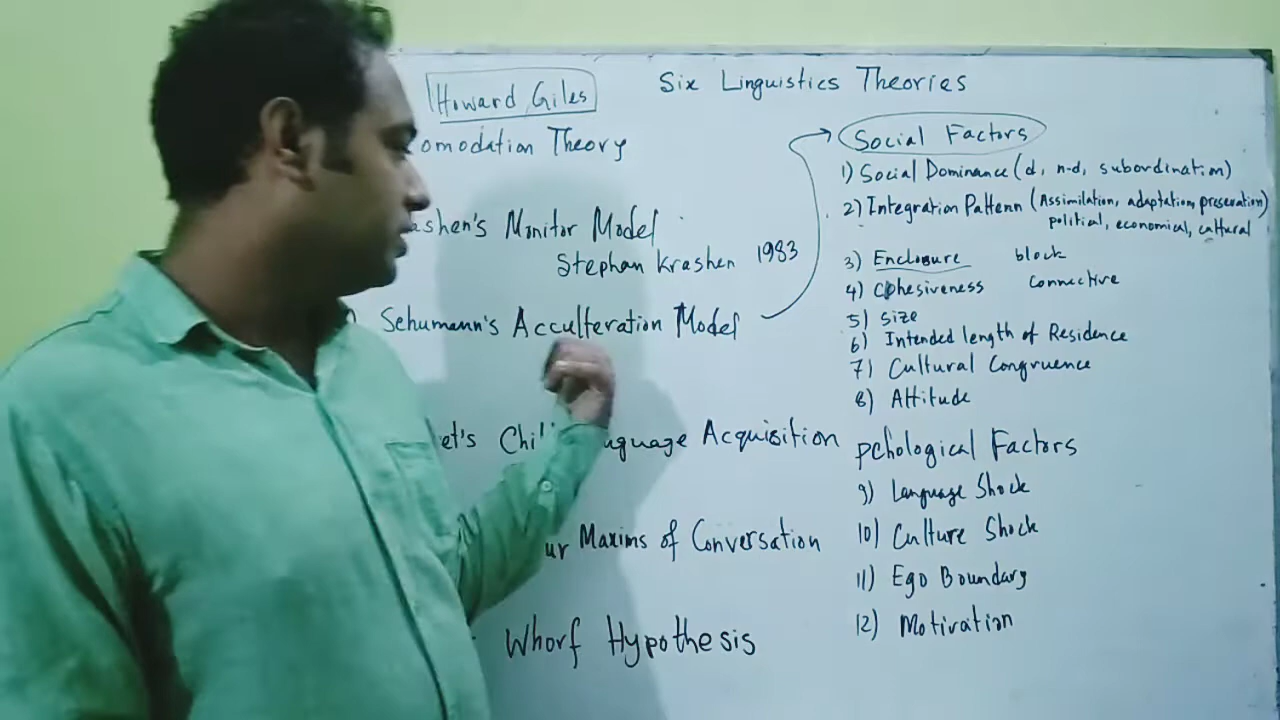 Howard Giles
Six Linguistics Theories
omodation Theory
ashen's Monitor Model
Stephan Krashen 1983
Schumann's Acculteration Model
et's Chil nguage Acquisition
ur Maxims of Conversation
Whorf Hypothesis
Social Factors
1) Social Dominance (d, n-d, subordination)
2) Integration Pattern (Assimilation, adaptation, preservation)
political, economical, cultural
3) Enclosure block
4) Cohesiveness Connective
5) Size
6) Intended length of Residence
7) Cultural Congruence
8) Attitude
pchological Factors
9) Language Shock
10) Culture Shock
11) Ego Boundary
12) Motivation